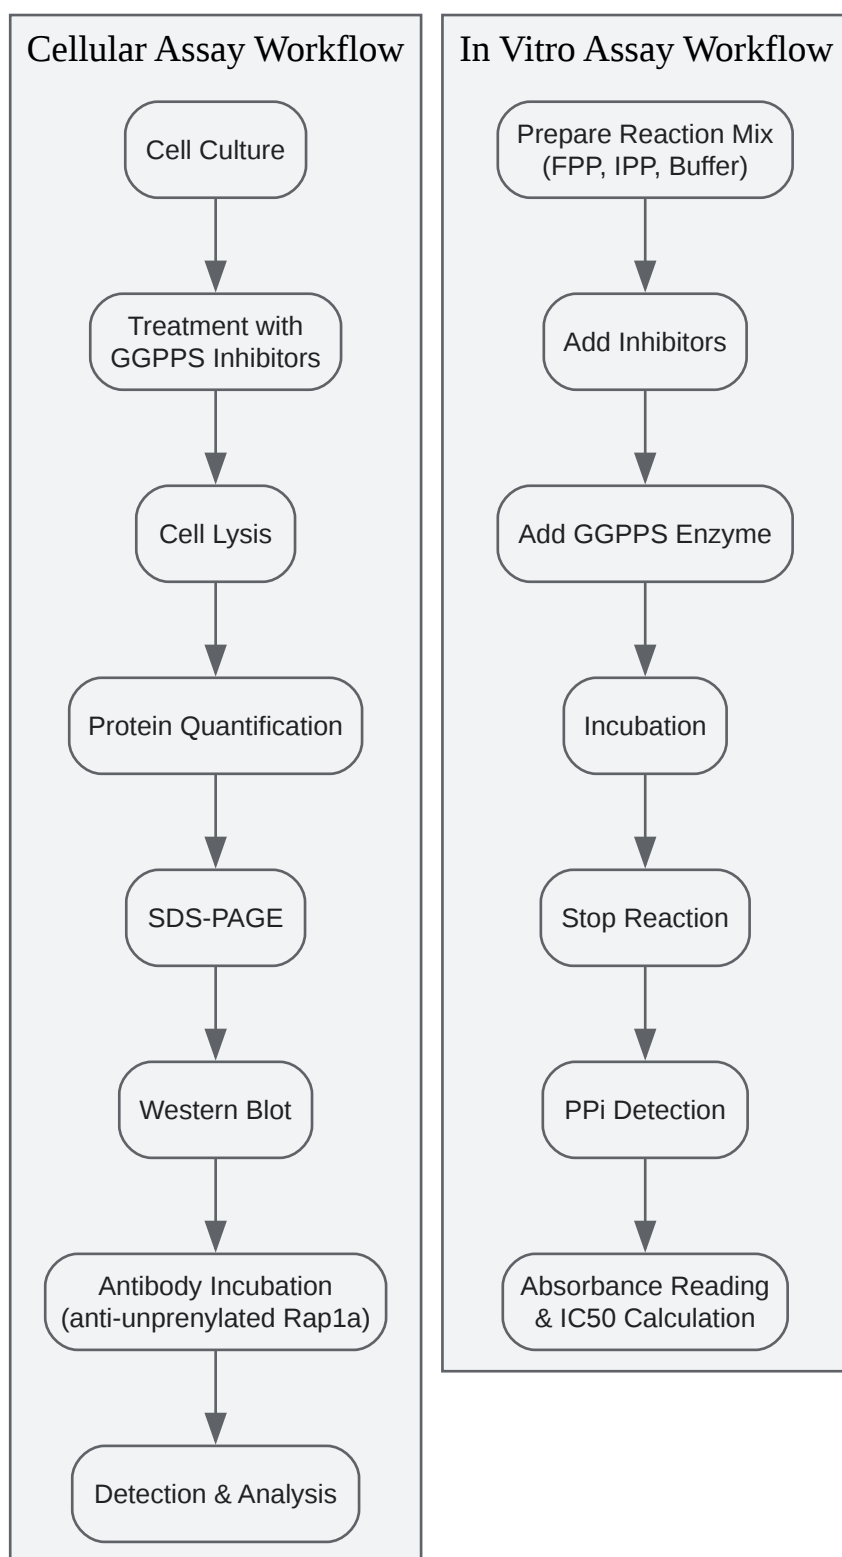 Cellular Assay Workflow
Cell Culture
Treatment with
GGPPS Inhibitors
Cell Lysis
Protein Quantification
SDS-PAGE
Western Blot
Antibody Incubation
(anti-unprenylated Rap1a)
Detection & Analysis
In Vitro Assay Workflow
Prepare Reaction Mix
(FPP, IPP, Buffer)
Add Inhibitors
Add GGPPS Enzyme
Incubation
Stop Reaction
PPi Detection
Absorbance Reading
& IC50 Calculation